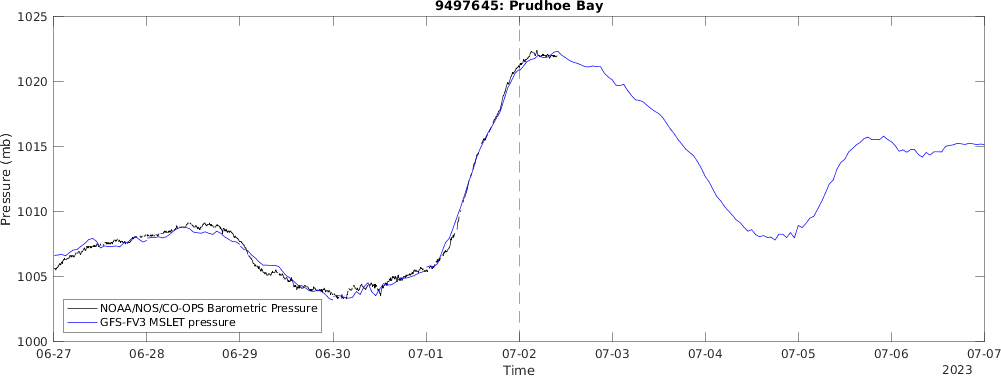 9497645: Prudhoe Bay
Pressure (mb)
1025
1020
1015
1010
1005
1000
NOAA/NOS/CO-OPS Barometric Pressure
GFS-FV3 MSLET pressure
06-27 06-28 06-29 06-30 07-01 07-02 07-03 07-04 07-05 07-06 07-07
Time
2023